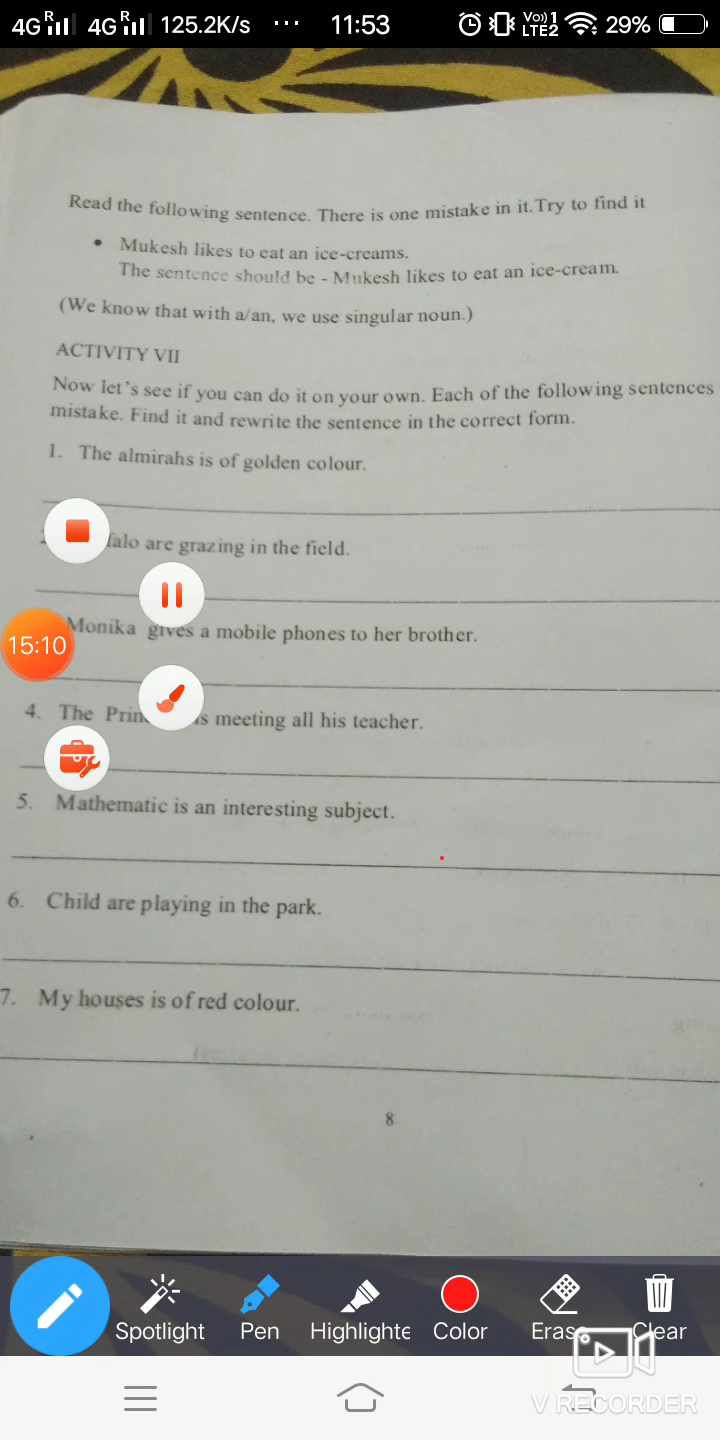 4G R 4G R 125.2K/s ... 11:53 Vo)) 1 LTE2 29%
Read the following sentence. There is one mistake in it.Try to find it
• Mukesh likes to eat an ice-creams.
The sentence should be - Mukesh likes to eat an ice-cream.
(We know that with a/an, we use singular noun.)
ACTIVITY VII
Now let's see if you can do it on your own. Each of the following sentences
mistake. Find it and rewrite the sentence in the correct form.
1. The almirahs is of golden colour.
are grazing in the field.
15:10
Monika gives a mobile phones to her brother.
4. The is meeting all his teacher.
5. Mathematic is an interesting subject.
6. Child are playing in the park.
7. My houses is of red colour.
8
Spotlight Pen Highlighte Color Eras Clear
V RECORDER